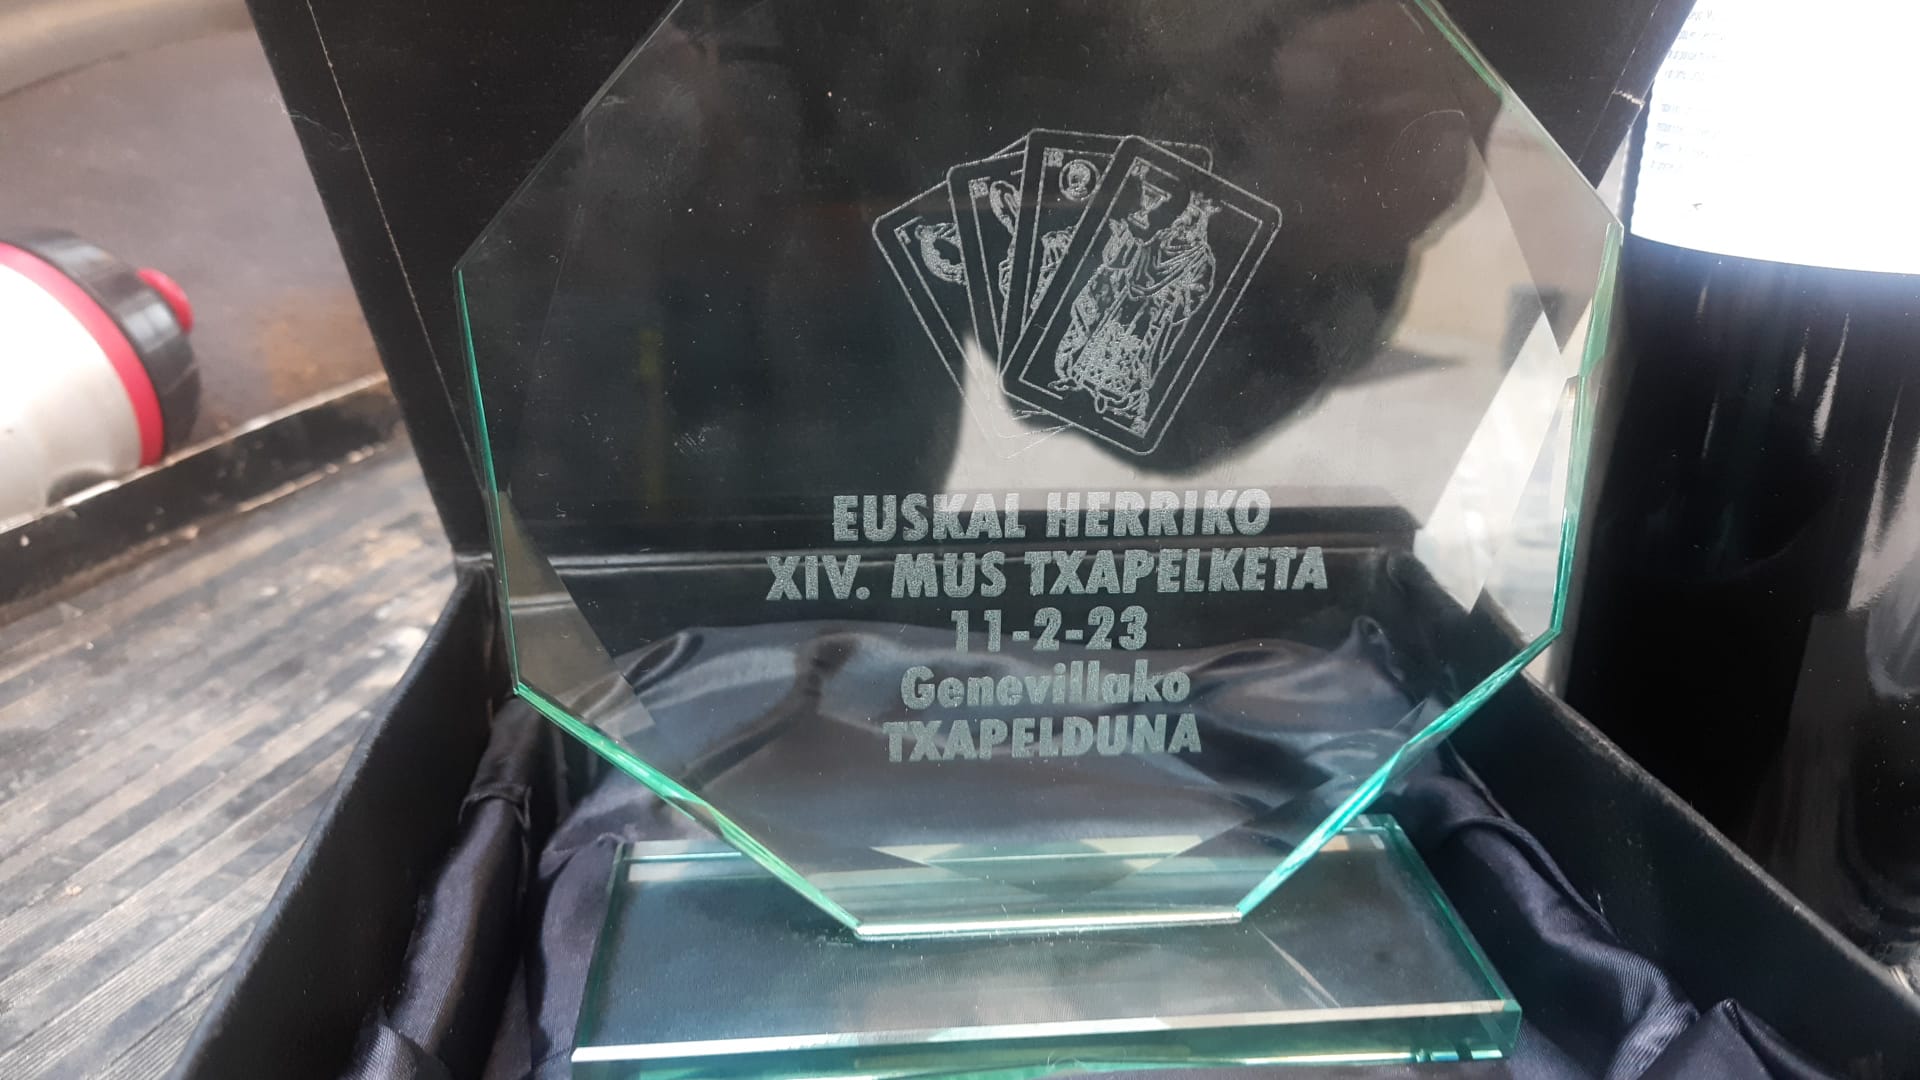 EUSKAL HERRIKO
XIV. MUS TXAPELKETA
11-2-23
Genevillako
TXAPELDUNA